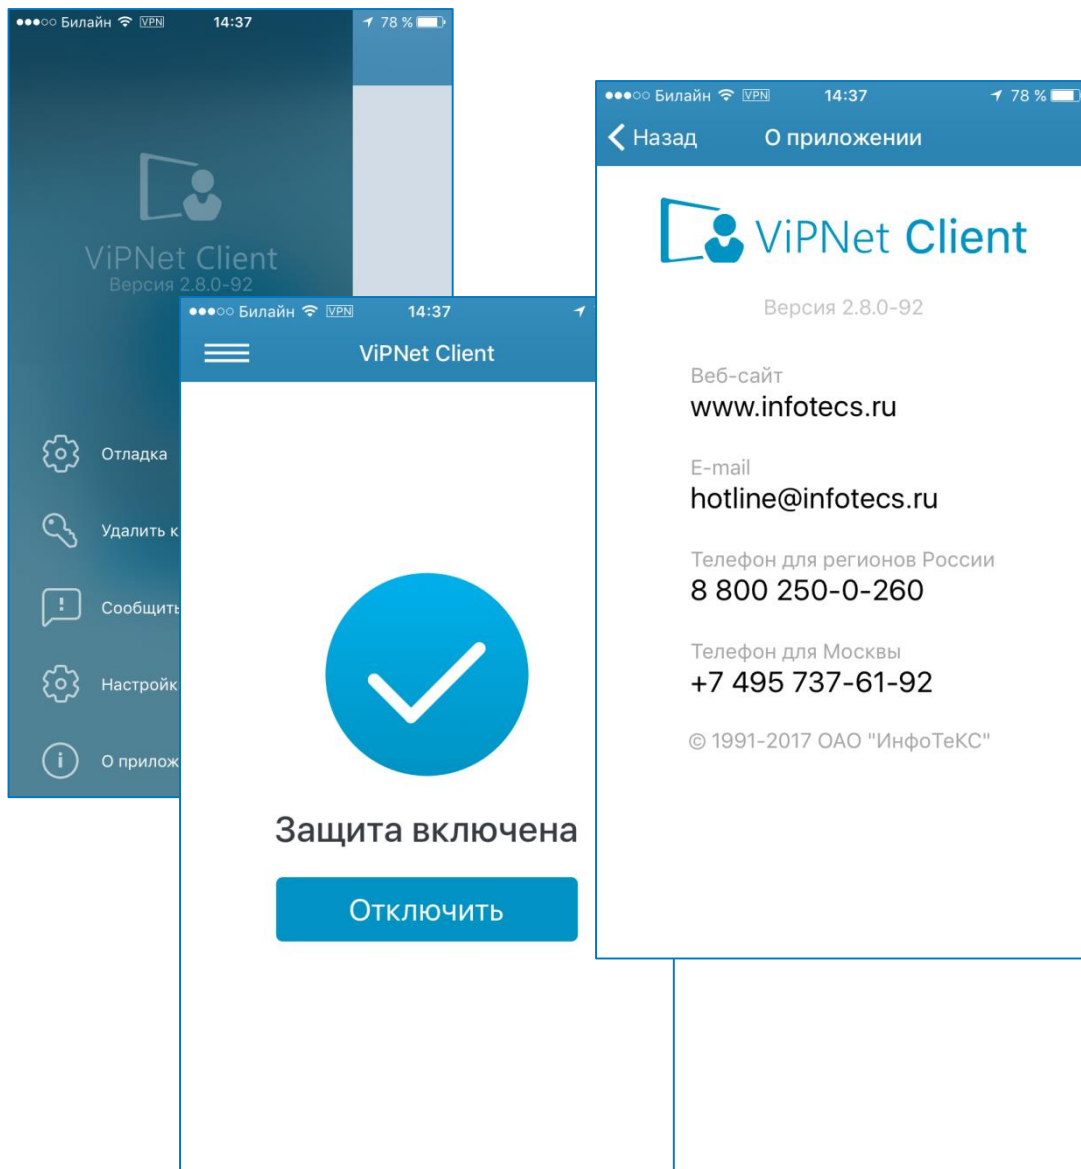 Билайн VPN 14:37 78 %
ViPNet Client
Версия 2.8.0-92
Отладка
Удалить к
Сообщить
Настройк
О прилож
Билайн VPN 14:37
ViPNet Client
Защита включена
Отключить
Билайн VPN 14:37 78 %
Назад О приложении
ViPNet Client
Версия 2.8.0-92
Веб-сайт
www.infotecs.ru
E-mail
hotline@infotecs.ru
Телефон для регионов России
8 800 250-0-260
Телефон для Москвы
+7 495 737-61-92
© 1991-2017 ОАО "ИнфоТеКС"